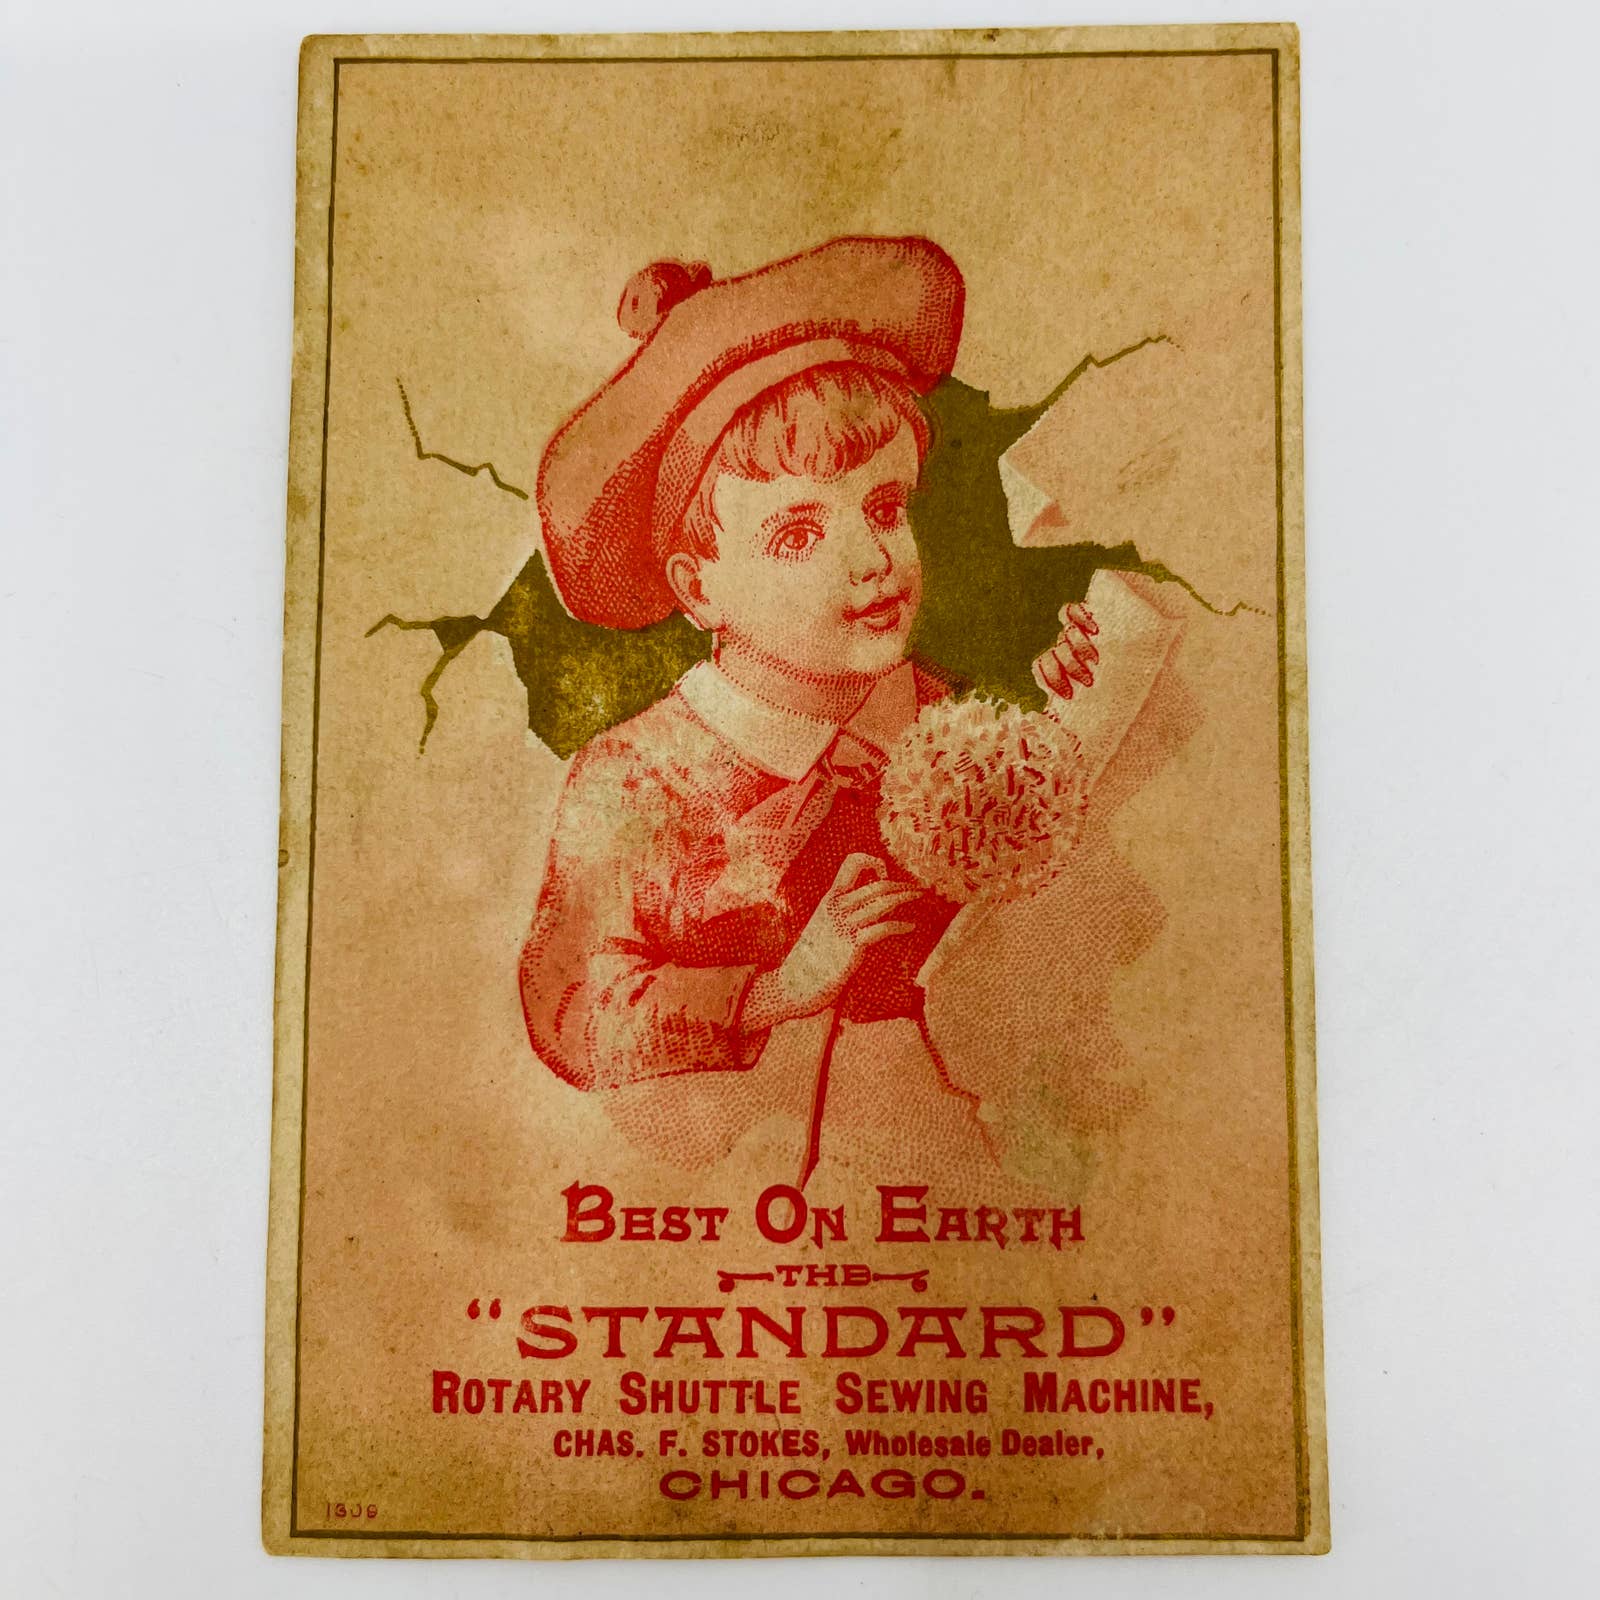 Best On Earth
THE
"STANDARD"
Rotary Shuttle Sewing Machine,
CHAS. F. STOKES, Wholesale Dealer,
CHICAGO.